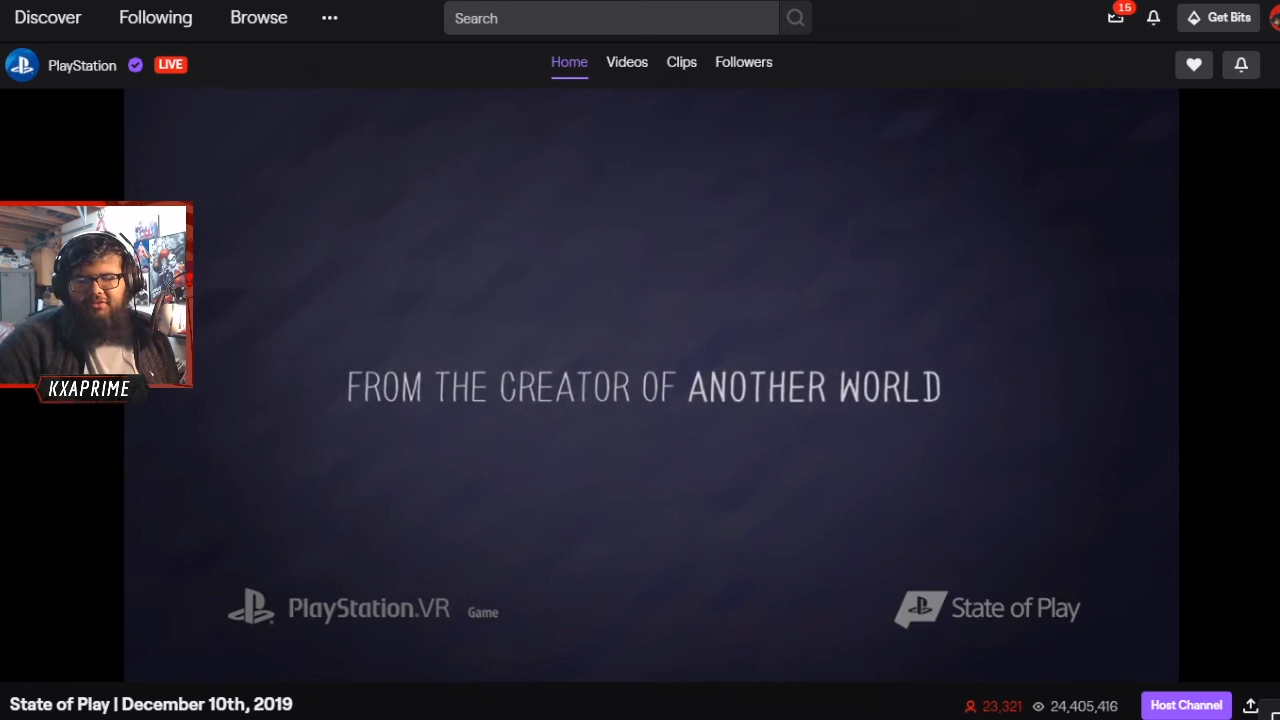 Discover Following Browse ••• Search 15 Get Bits
PlayStation LIVE Home Videos Clips Followers
KXAPRIME
FROM THE CREATOR OF ANOTHER WORLD
PlayStation.VR Game State of Play
State of Play | December 10th, 2019 23,321 24,405,416 Host Channel